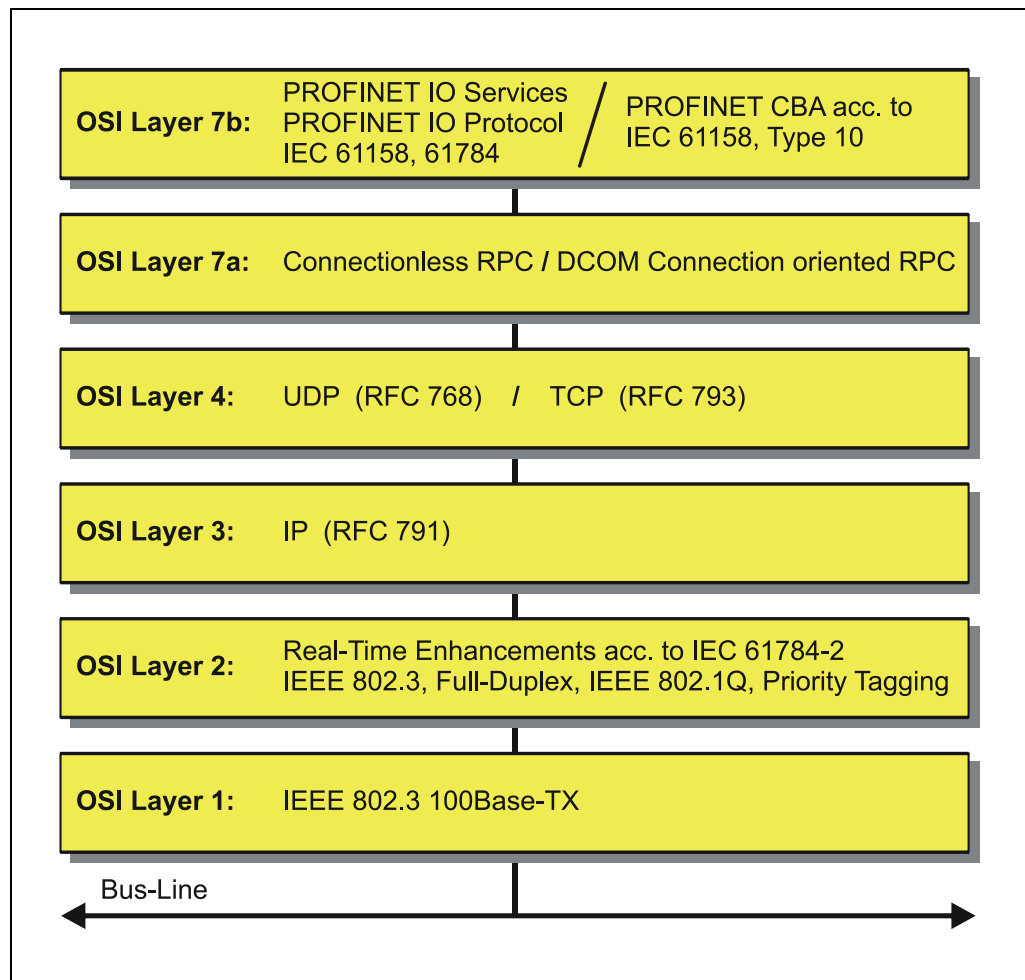 OSI Layer 7b:
PROFINET IO Services
PROFINET IO Protocol
IEC 61158, 61784
/
PROFINET CBA acc. to
IEC 61158, Type 10
OSI Layer 7a: Connectionless RPC / DCOM Connection oriented RPC
OSI Layer 4: UDP (RFC 768) / TCP (RFC 793)
OSI Layer 3: IP (RFC 791)
OSI Layer 2:
Real-Time Enhancements acc. to IEC 61784-2
IEEE 802.3, Full-Duplex, IEEE 802.1Q, Priority Tagging
OSI Layer 1: IEEE 802.3 100Base-TX
Bus-Line